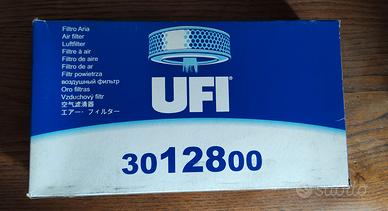 Filtro Aria
Air filter
Luftfilter
Filtre à air
Filtro de aire
Filtro de ar
Filtr powietrza
воздушный фильтр
Oro filtras
Vzduchový filtr
空气滤清器
エアー・フィルター
UFI
3012800
subito